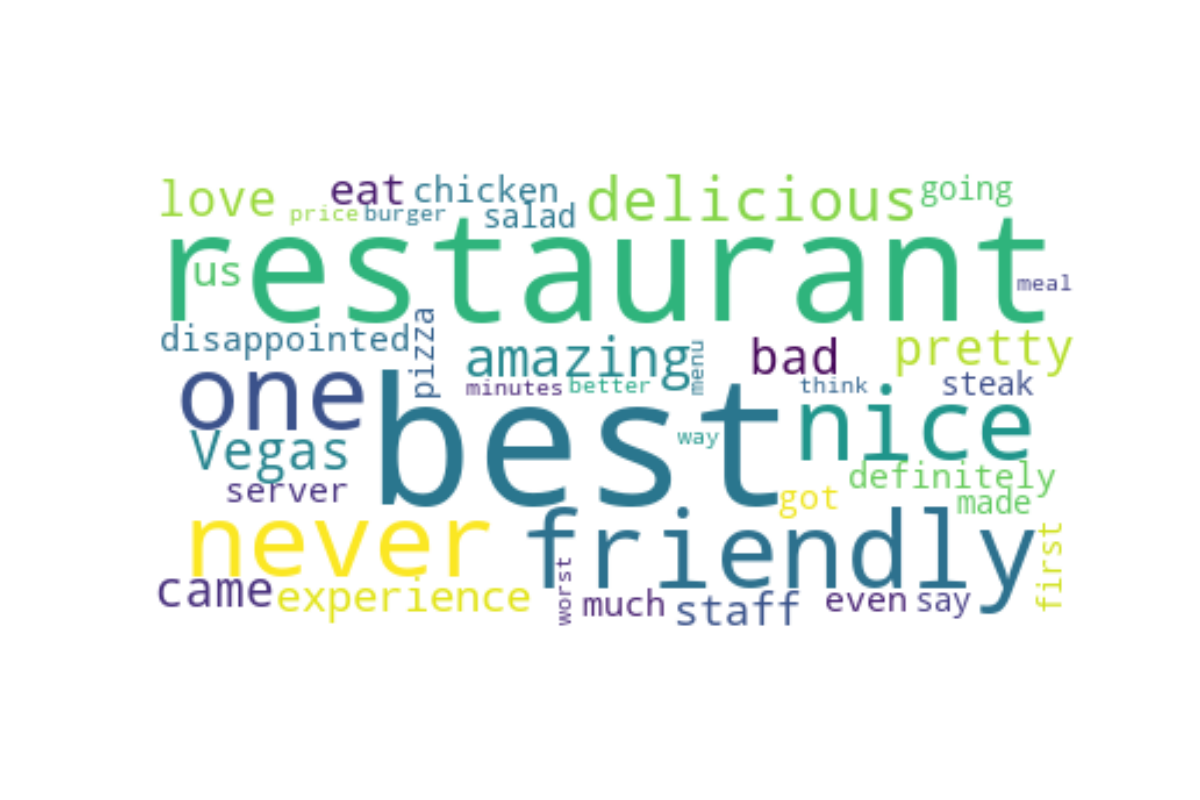 love eat chicken delicious going
price burger salad
restaurant
us meal
disappointed pizza amazing menu bad pretty
minutes better think steak
one best nice
Vegas way
server got definitely
made
never friendly first
came experience worst much staff even say